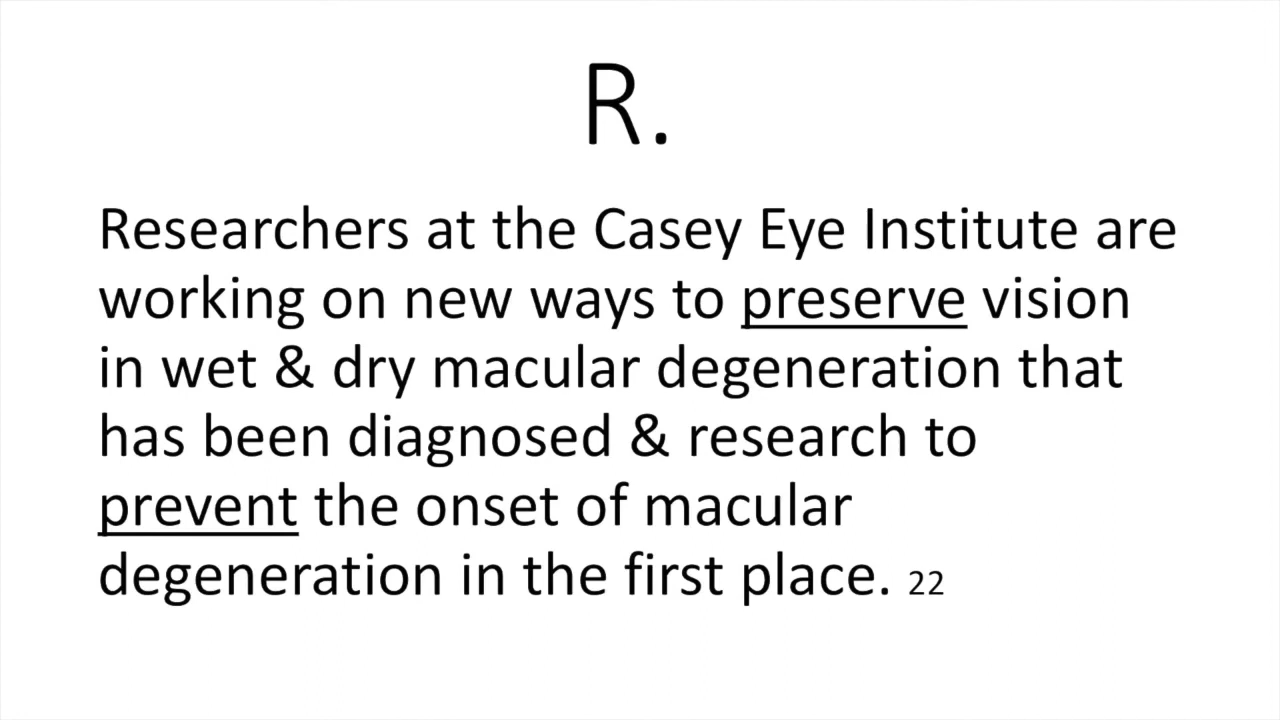 R.
Researchers at the Casey Eye Institute are
working on new ways to preserve vision
in wet & dry macular degeneration that
has been diagnosed & research to
prevent the onset of macular
degeneration in the first place. 22